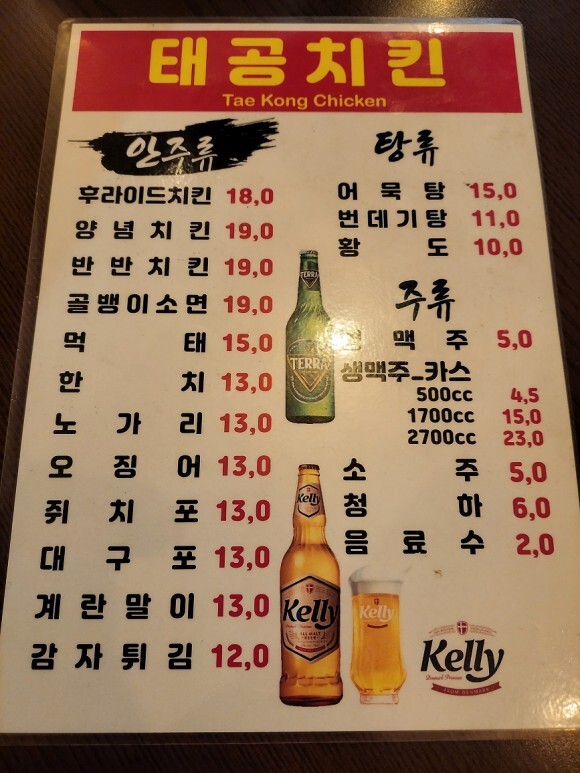 태공치킨
Tae Kong Chicken
안주류
후라이드치킨 18,0
양념치킨 19,0
반반치킨 19,0
골뱅이소면 19,0
먹태 15,0
한치 13,0
노가리 13,0
오징어 13,0
쥐치포 13,0
대구포 13,0
계란말이 13,0
감자튀김 12,0
탕류
어묵탕 15,0
번데기탕 11,0
황도 10,0
주류
맥주 5,0
생맥주_카스
500cc 4,5
1700cc 15,0
2700cc 23,0
소주 5,0
청하 6,0
음료수 2,0
TERRA
TERRA
Kelly
Kelly
Kelly
Kelly